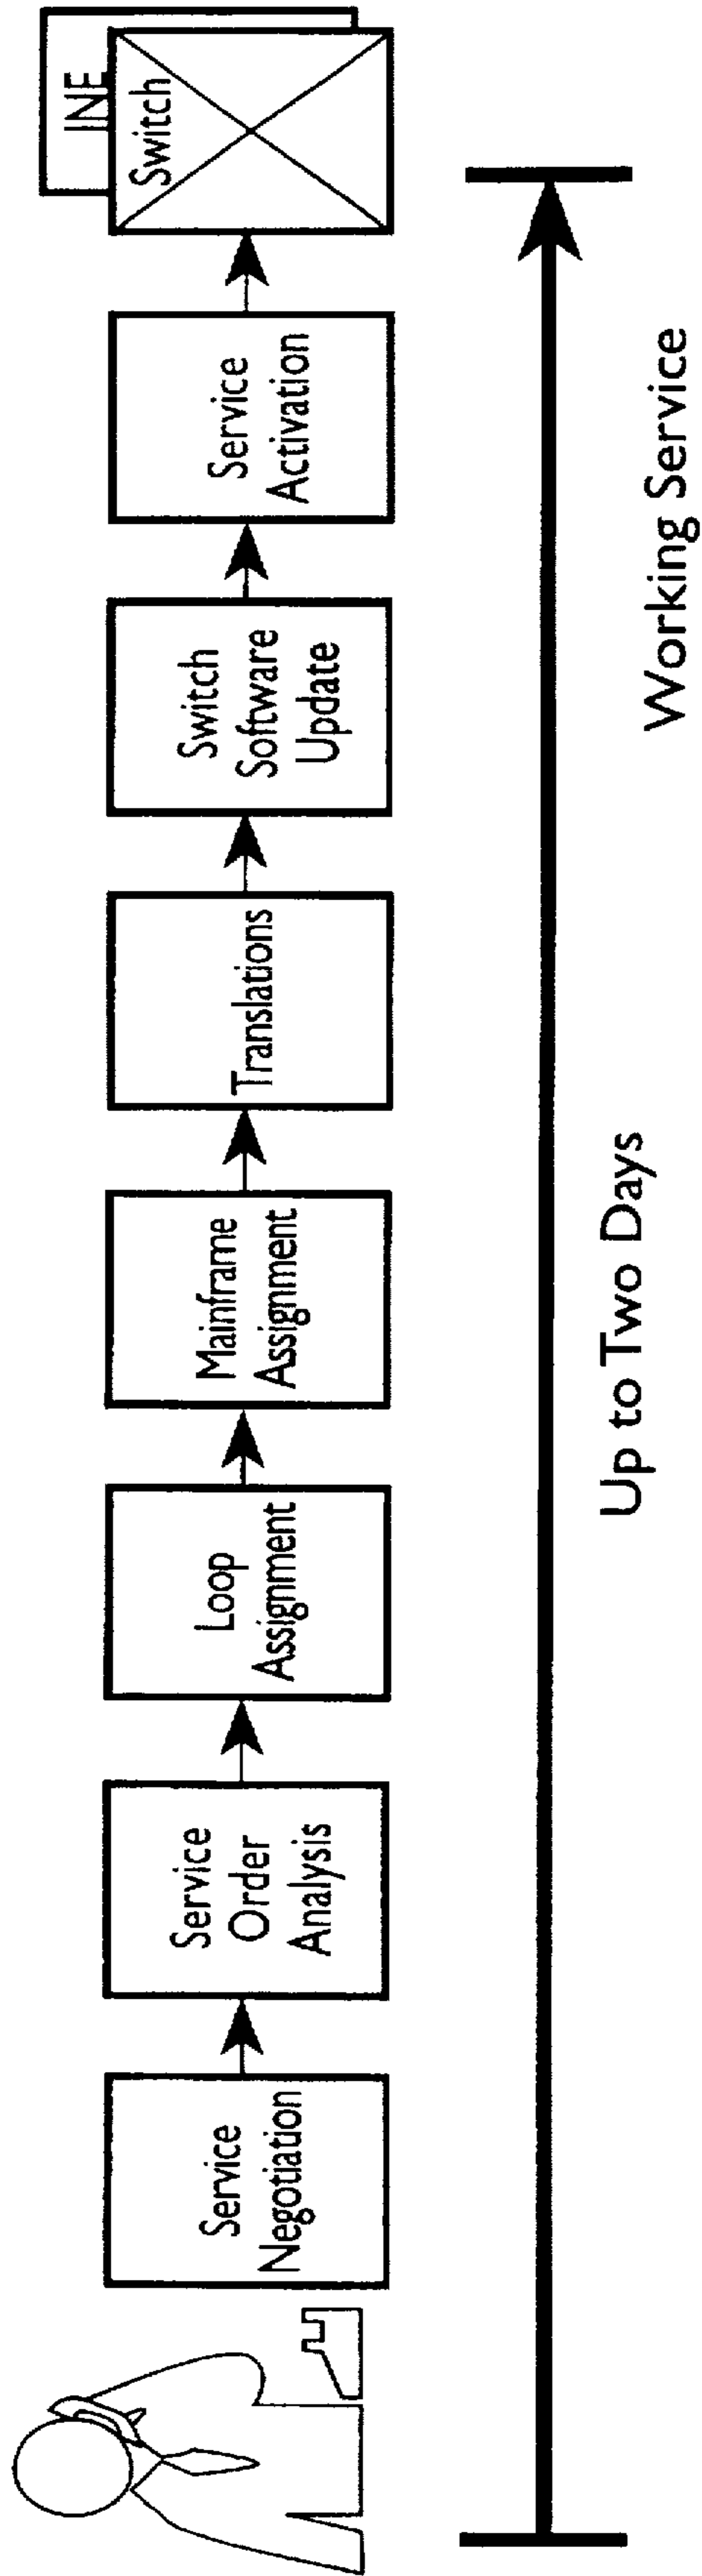 Service
Negotiation
Service
Order
Analysis
Loop
Assignment
Mainframe
Assignment
Translations
Switch
Software
Update
Service
Activation
INE
Switch
Up to Two Days
Working Service